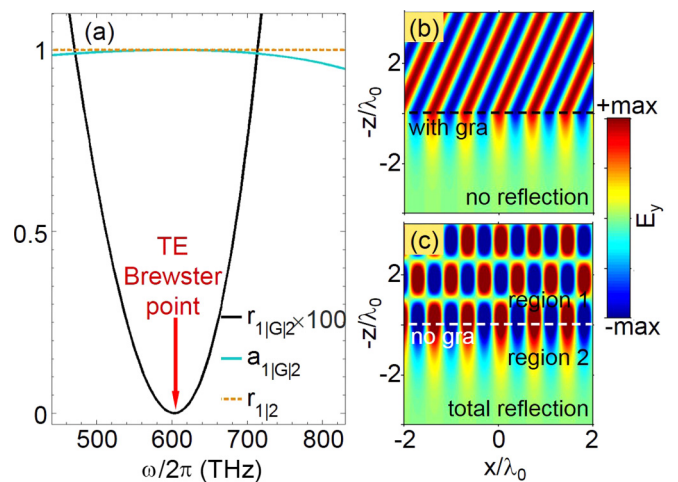 (a)
1
0.5
0
TE
Brewster
point
r1|G|2×100
a1|G|2
r1|2
500 600 700 800
ω/2π (THz)
(b)
2
0
-2
-z/λ0
with gra
no reflection
(c)
2
0
-2
-z/λ0
region 1
no gra
region 2
total reflection
-2 0 2
x/λ0
+max
Ey
-max